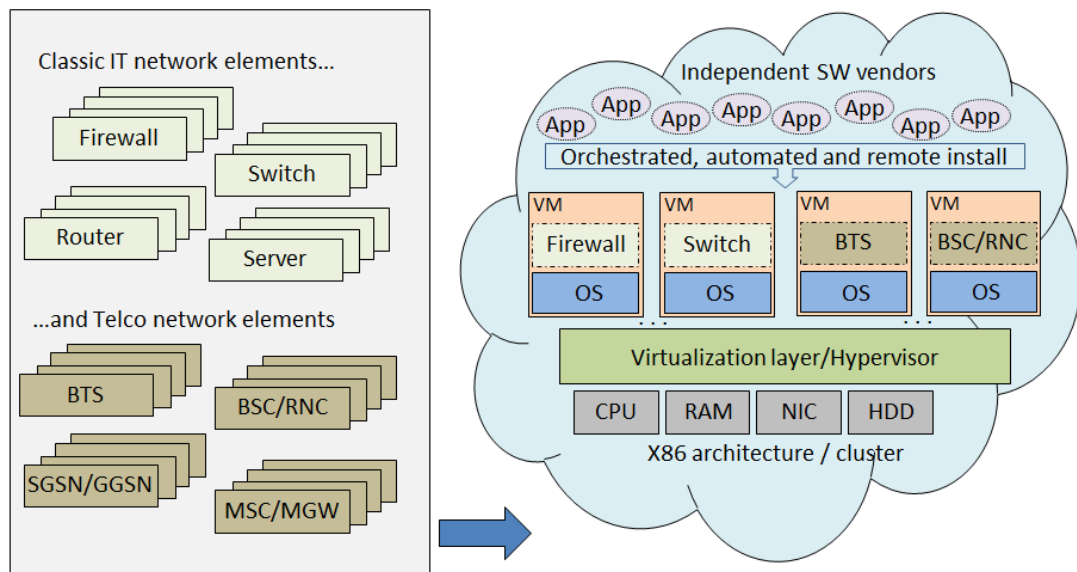 Classic IT network elements...
Firewall
Switch
Router
Server
...and Telco network elements
BTS
BSC/RNC
SGSN/GGSN
MSC/MGW
Independent SW vendors
App App App App App App App App
Orchestrated, automated and remote install
VM VM VM VM
Firewall Switch BTS BSC/RNC
OS OS OS OS
... ...
Virtualization layer/Hypervisor
CPU RAM NIC HDD
X86 architecture / cluster